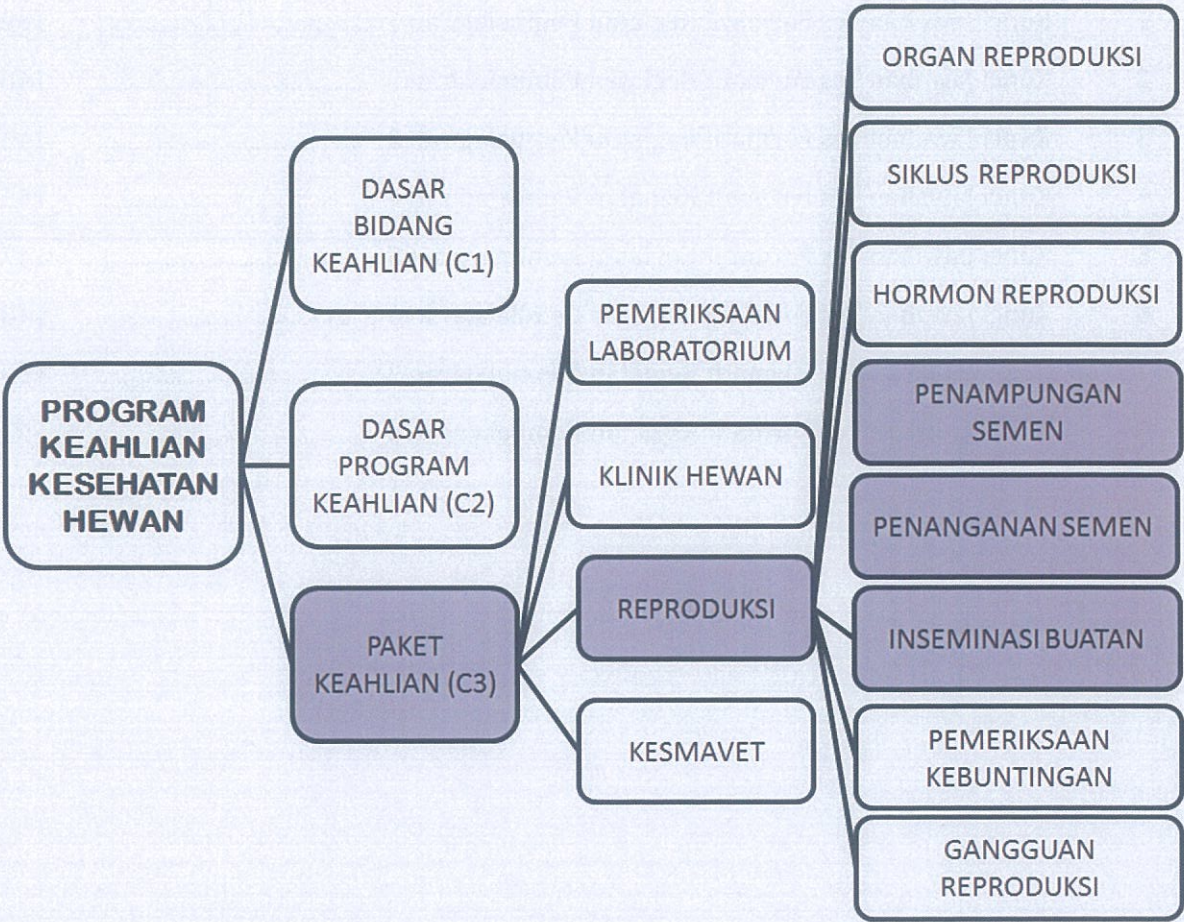 PROGRAM
KEAHLIAN
KESEHATAN
HEWAN
DASAR
BIDANG
KEAHLIAN (C1)
DASAR
PROGRAM
KEAHLIAN (C2)
PAKET
KEAHLIAN (C3)
PEMERIKSAAN
LABORATORIUM
KLINIK HEWAN
REPRODUKSI
KESMAVET
ORGAN REPRODUKSI
SIKLUS REPRODUKSI
HORMON REPRODUKSI
PENAMPUNGAN
SEMEN
PENANGANAN SEMEN
INSEMINASI BUATAN
PEMERIKSAAN
KEBUNTINGAN
GANGGUAN
REPRODUKSI